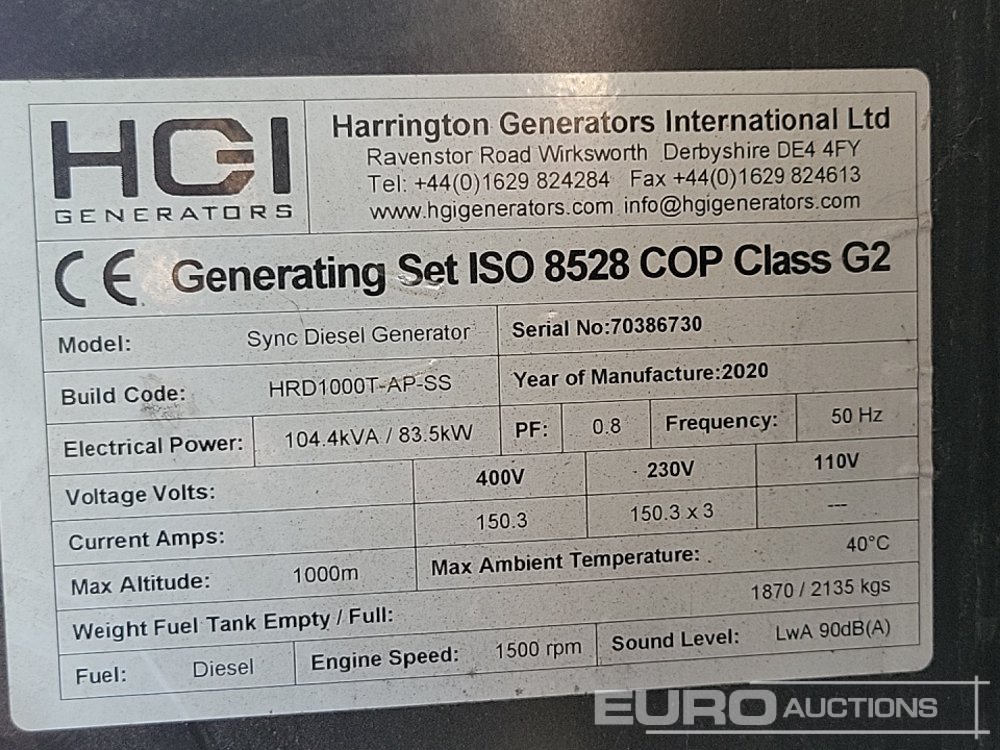 HGI
GENERATORS
Harrington Generators International Ltd
Ravenstor Road Wirksworth Derbyshire DE4 4FY
Tel: +44(0)1629 824284 Fax +44(0)1629 824613
www.hgigenerators.com info@hgigenerators.com
CE Generating Set ISO 8528 COP Class G2
Model: Sync Diesel Generator Serial No:70386730
Build Code: HRD1000T-AP-SS Year of Manufacture:2020
Electrical Power: 104.4kVA / 83.5kW PF: 0.8 Frequency: 50 Hz
Voltage Volts: 400V 230V 110V
Current Amps: 150.3 150.3 x 3 ---
Max Altitude: 1000m Max Ambient Temperature: 40°C
Weight Fuel Tank Empty / Full: 1870 / 2135 kgs
Fuel: Diesel Engine Speed: 1500 rpm Sound Level: LwA 90dB(A)
EURO AUCTIONS